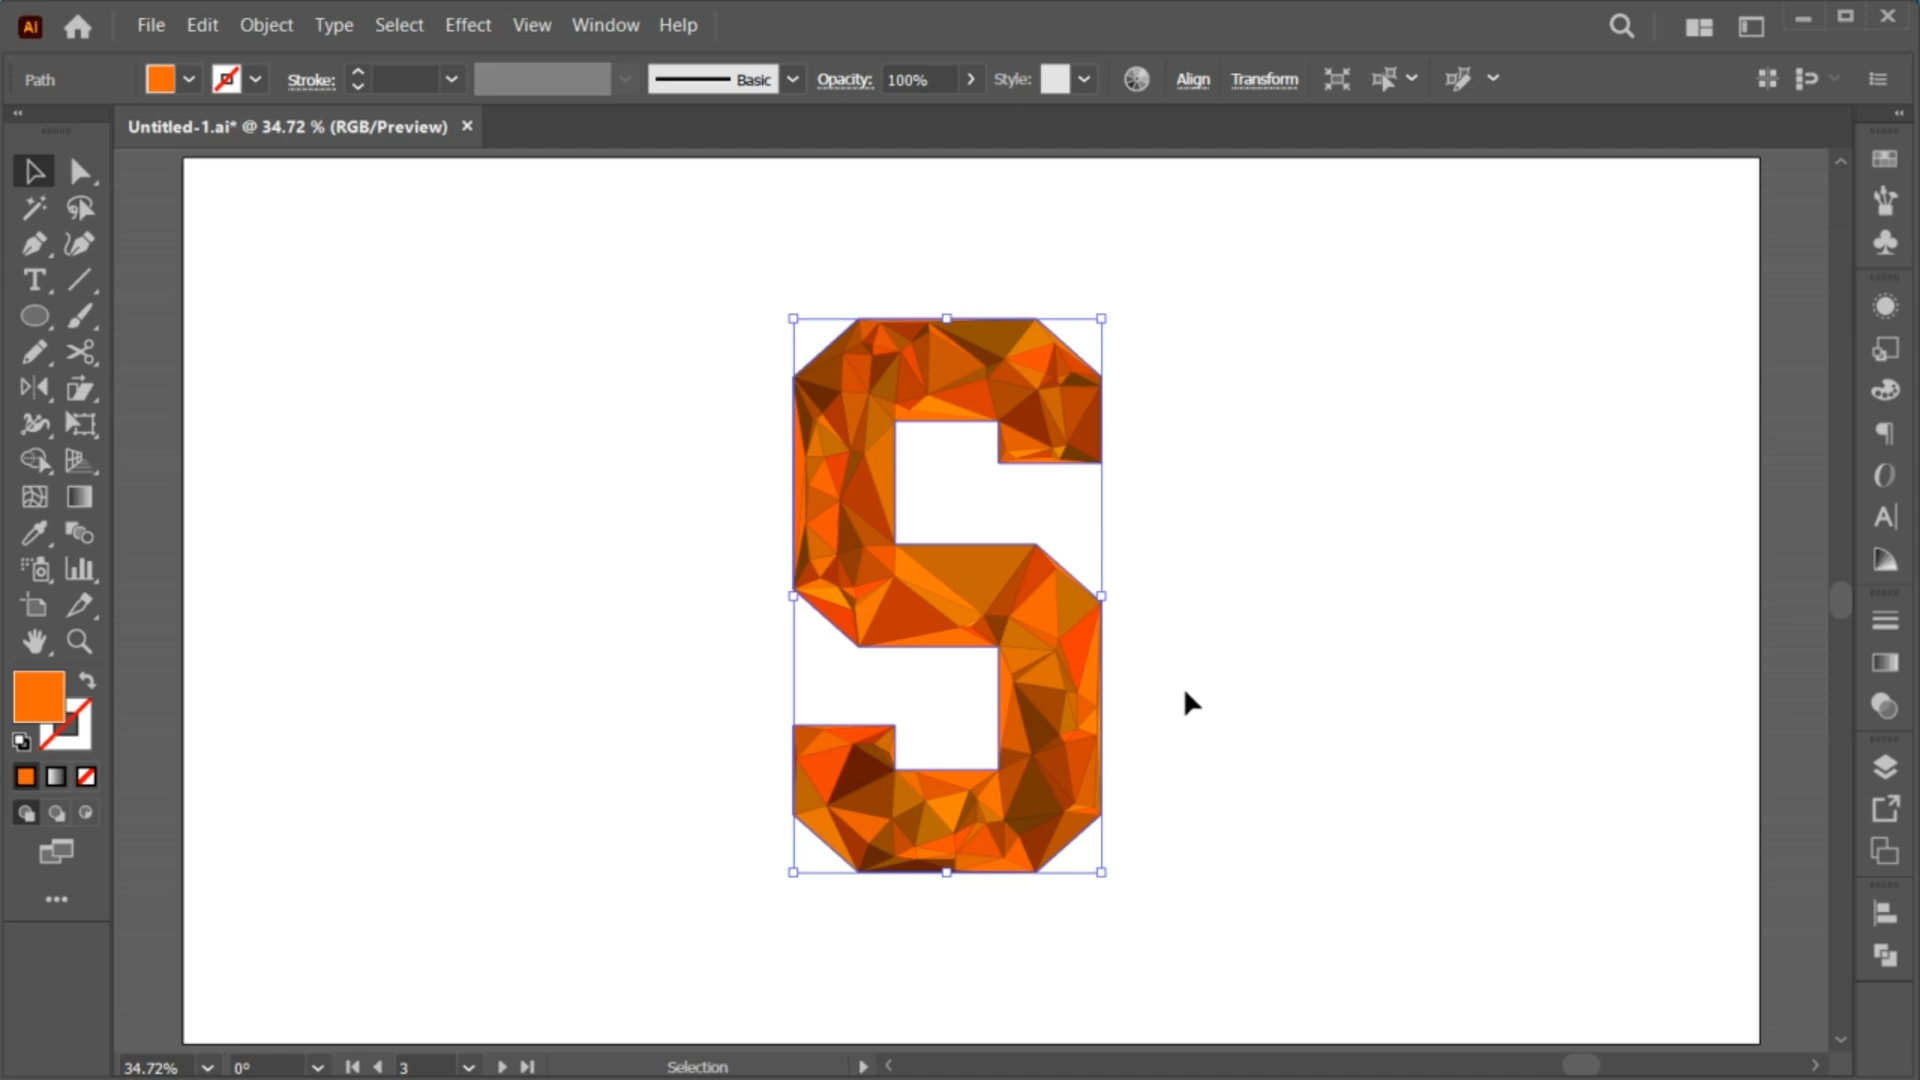 Ai File Edit Object Type Select Effect View Window Help
Path Stroke: Basic Opacity: 100% Style: Align Transform
Untitled-1.ai* @ 34.72 % (RGB/Preview) ×
S
34.72% 0° 3 Selection